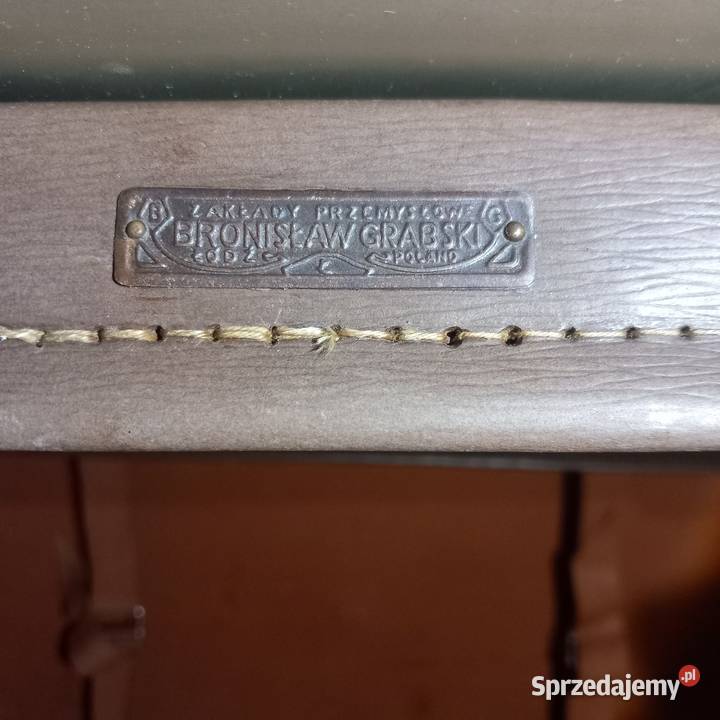 B ZAKŁADY PRZEMYSŁOWE G
BRONISŁAW GRABSKI
ŁÓDŹ POLAND
Sprzedajemy.pl